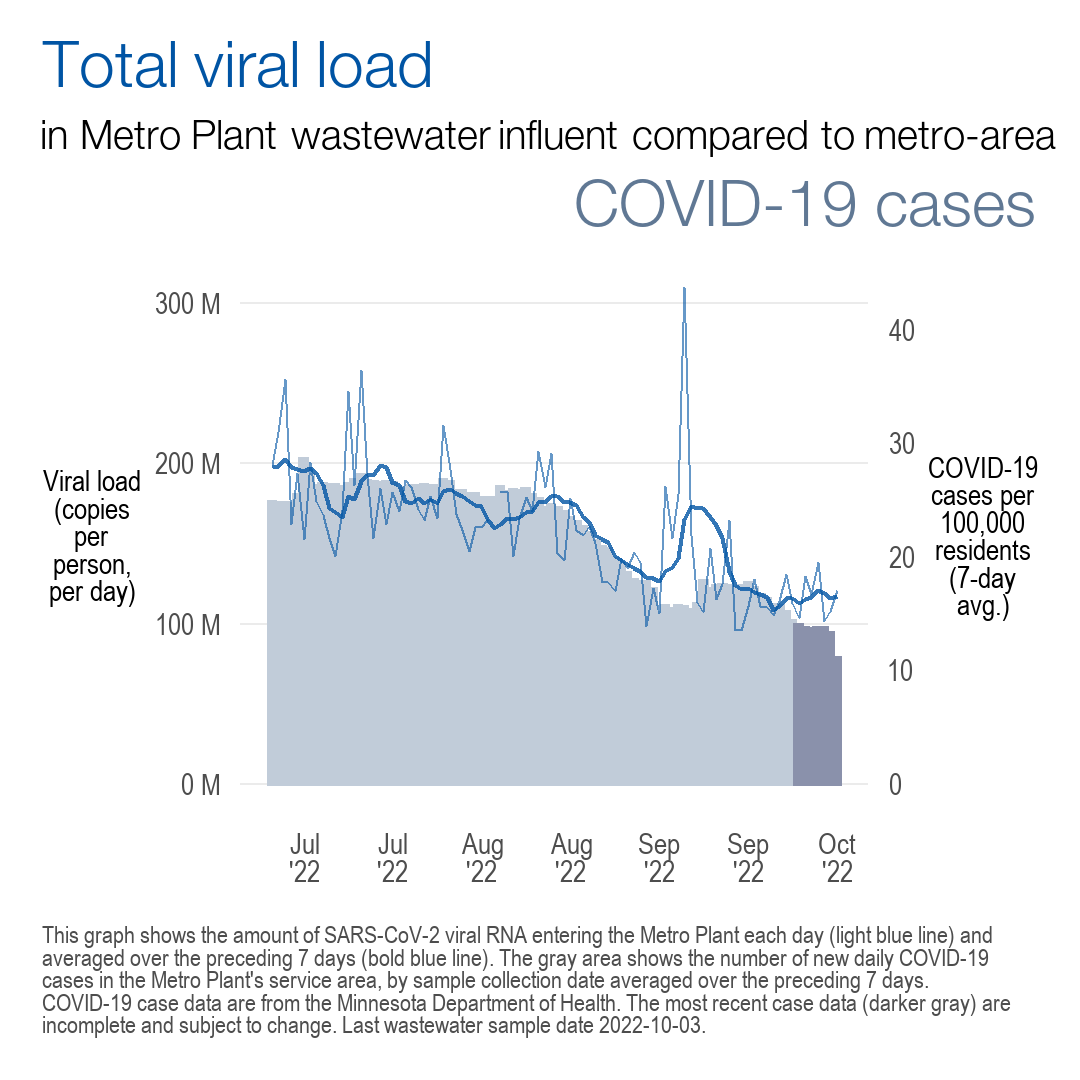 Total viral load
in Metro Plant wastewater influent compared to metro-area
COVID-19 cases
300 M
200 M
100 M
0 M
Viral load
(copies
per
person,
per day)
40
30
20
10
0
COVID-19
cases per
100,000
residents
(7-day
avg.)
Jul
'22
Jul
'22
Aug
'22
Aug
'22
Sep
'22
Sep
'22
Oct
'22
This graph shows the amount of SARS-CoV-2 viral RNA entering the Metro Plant each day (light blue line) and
averaged over the preceding 7 days (bold blue line). The gray area shows the number of new daily COVID-19
cases in the Metro Plant's service area, by sample collection date averaged over the preceding 7 days.
COVID-19 case data are from the Minnesota Department of Health. The most recent case data (darker gray) are
incomplete and subject to change. Last wastewater sample date 2022-10-03.